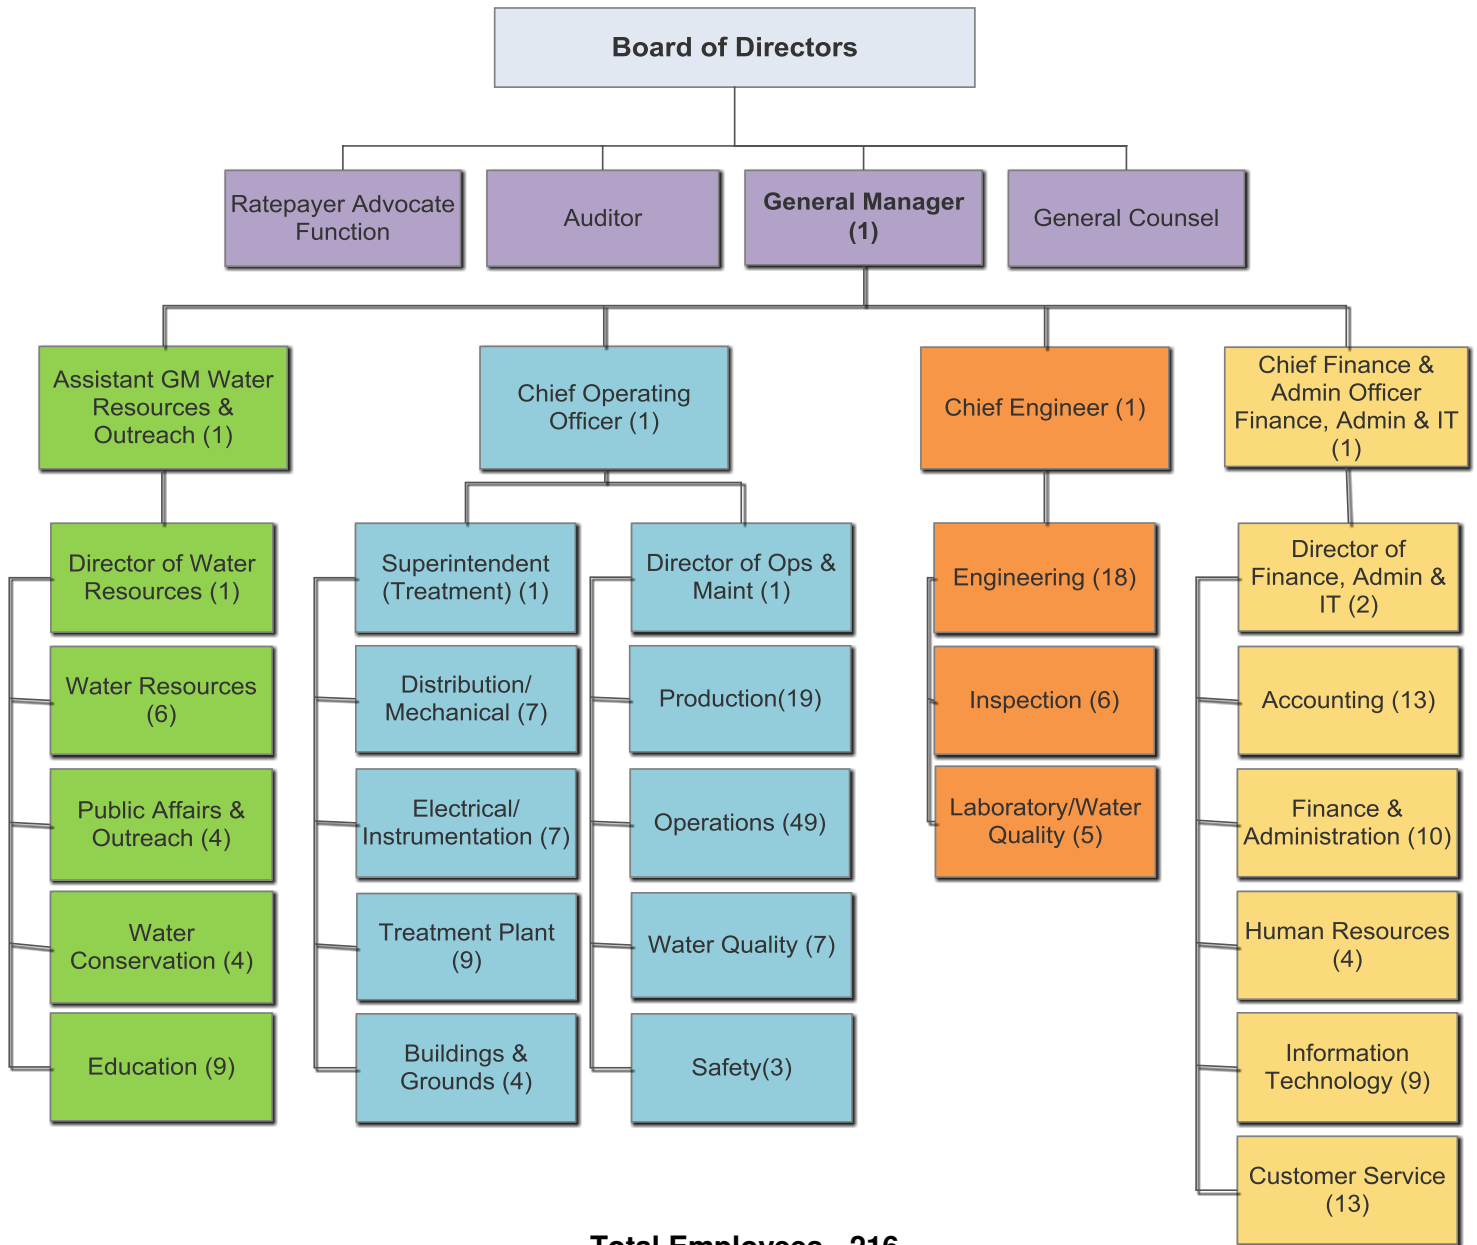 Board of Directors
Ratepayer Advocate
Function
Auditor
General Manager
(1)
General Counsel
Assistant GM Water
Resources &
Outreach (1)
Chief Operating
Officer (1)
Chief Engineer (1)
Chief Finance &
Admin Officer
Finance, Admin & IT
(1)
Director of Water
Resources (1)
Water Resources
(6)
Public Affairs &
Outreach (4)
Water
Conservation (4)
Education (9)
Superintendent
(Treatment) (1)
Distribution/
Mechanical (7)
Electrical/
Instrumentation (7)
Treatment Plant
(9)
Buildings &
Grounds (4)
Director of Ops &
Maint (1)
Production(19)
Operations (49)
Water Quality (7)
Safety(3)
Engineering (18)
Inspection (6)
Laboratory/Water
Quality (5)
Director of
Finance, Admin &
IT (2)
Accounting (13)
Finance &
Administration (10)
Human Resources
(4)
Information
Technology (9)
Customer Service
(13)
Total Employees - 216